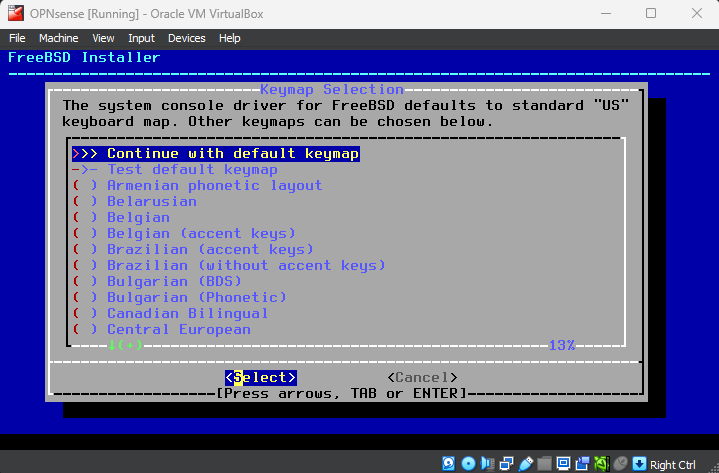 OPNsense [Running] - Oracle VM VirtualBox
File Machine View Input Devices Help
FreeBSD Installer
Keymap Selection
The system console driver for FreeBSD defaults to standard "US"
keyboard map. Other keymaps can be chosen below.
>>> Continue with default keymap
->- Test default keymap
( ) Armenian phonetic layout
( ) Belarusian
( ) Belgian
( ) Belgian (accent keys)
( ) Brazilian (accent keys)
( ) Brazilian (without accent keys)
( ) Bulgarian (BDS)
( ) Bulgarian (Phonetic)
( ) Canadian Bilingual
( ) Central European
↓(+) 13%
<Select> <Cancel>
[Press arrows, TAB or ENTER]
Right Ctrl